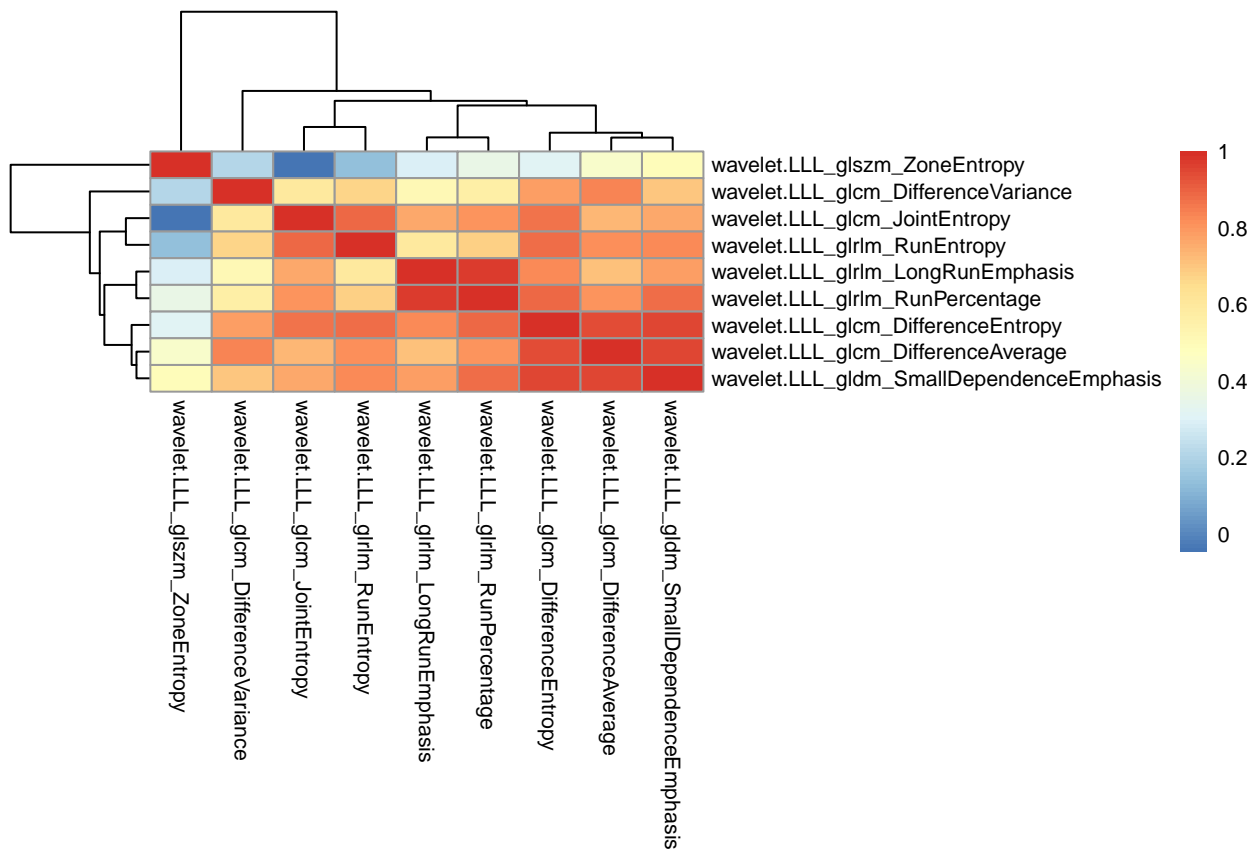 wavelet.LLL_glszm_ZoneEntropy
wavelet.LLL_glcm_DifferenceVariance
wavelet.LLL_glcm_JointEntropy
wavelet.LLL_glrlm_RunEntropy
wavelet.LLL_glrlm_LongRunEmphasis
wavelet.LLL_glrlm_RunPercentage
wavelet.LLL_glcm_DifferenceEntropy
wavelet.LLL_glcm_DifferenceAverage
wavelet.LLL_gldm_SmallDependenceEmphasis
1
0.8
0.6
0.4
0.2
0
wavelet.LLL_glszm_ZoneEntropy
wavelet.LLL_glcm_DifferenceVariance
wavelet.LLL_glcm_JointEntropy
wavelet.LLL_glrlm_RunEntropy
wavelet.LLL_glrlm_LongRunEmphasis
wavelet.LLL_glrlm_RunPercentage
wavelet.LLL_glcm_DifferenceEntropy
wavelet.LLL_glcm_DifferenceAverage
wavelet.LLL_gldm_SmallDependenceEmphasis